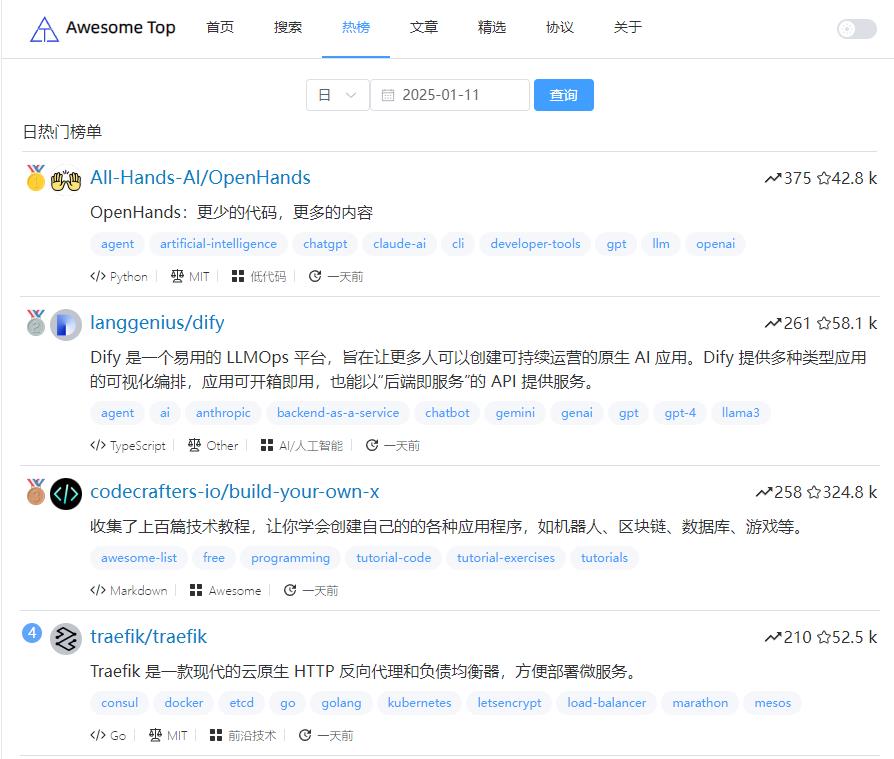 Awesome Top 首页 搜索 热榜 文章 精选 协议 关于
日 2025-01-11 查询
日热门榜单
All-Hands-AI/OpenHands 375 42.8 k
OpenHands：更少的代码，更多的内容
agent artificial-intelligence chatgpt claude-ai cli developer-tools gpt llm openai
Python MIT 低代码 一天前
langgenius/dify 261 58.1 k
Dify 是一个易用的 LLMOps 平台，旨在让更多人可以创建可持续运营的原生 AI 应用。Dify 提供多种类型应用
的可视化编排，应用可开箱即用，也能以“后端即服务”的 API 提供服务。
agent ai anthropic backend-as-a-service chatbot gemini genai gpt gpt-4 llama3
TypeScript Other AI/人工智能 一天前
codecrafters-io/build-your-own-x 258 324.8 k
收集了上百篇技术教程，让你学会创建自己的的各种应用程序，如机器人、区块链、数据库、游戏等。
awesome-list free programming tutorial-code tutorial-exercises tutorials
Markdown Awesome 一天前
4 traefik/traefik 210 52.5 k
Traefik 是一款现代的云原生 HTTP 反向代理和负债均衡器，方便部署微服务。
consul docker etcd go golang kubernetes letsencrypt load-balancer marathon mesos
Go MIT 前沿技术 一天前